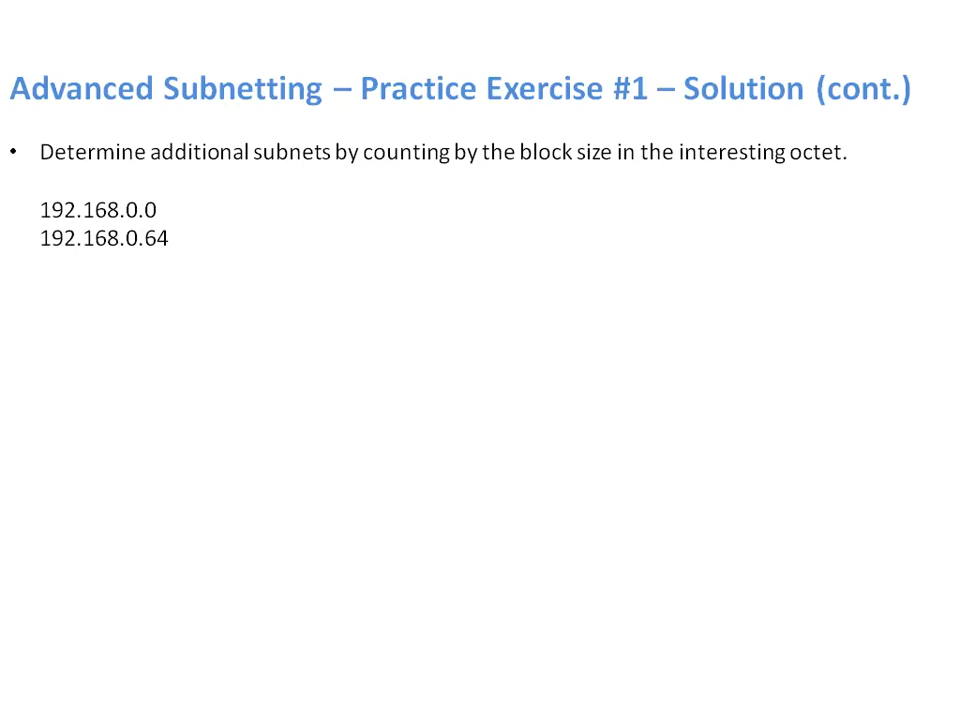 Advanced Subnetting – Practice Exercise #1 – Solution (cont.)
• Determine additional subnets by counting by the block size in the interesting octet.
192.168.0.0
192.168.0.64